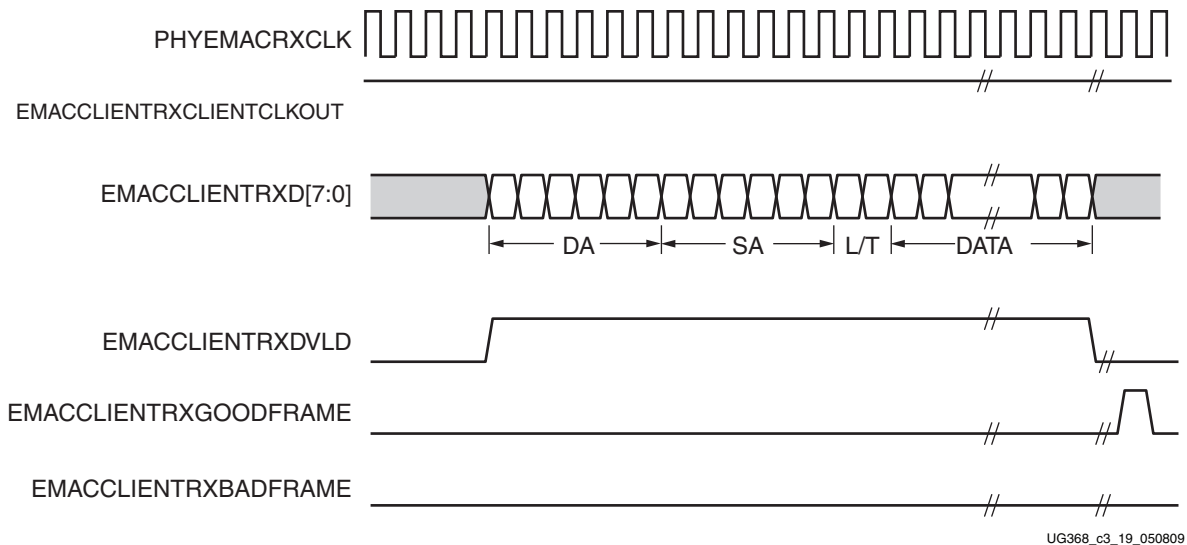 PHYEMACRXCLK
EMACCLIENTRXCLIENTCLKOUT
EMACCLIENTRXD[7:0]
DA SA L/T DATA
EMACCLIENTRXDVLD
EMACCLIENTRXGOODFRAME
EMACCLIENTRXBADFRAME
UG368_c3_19_050809